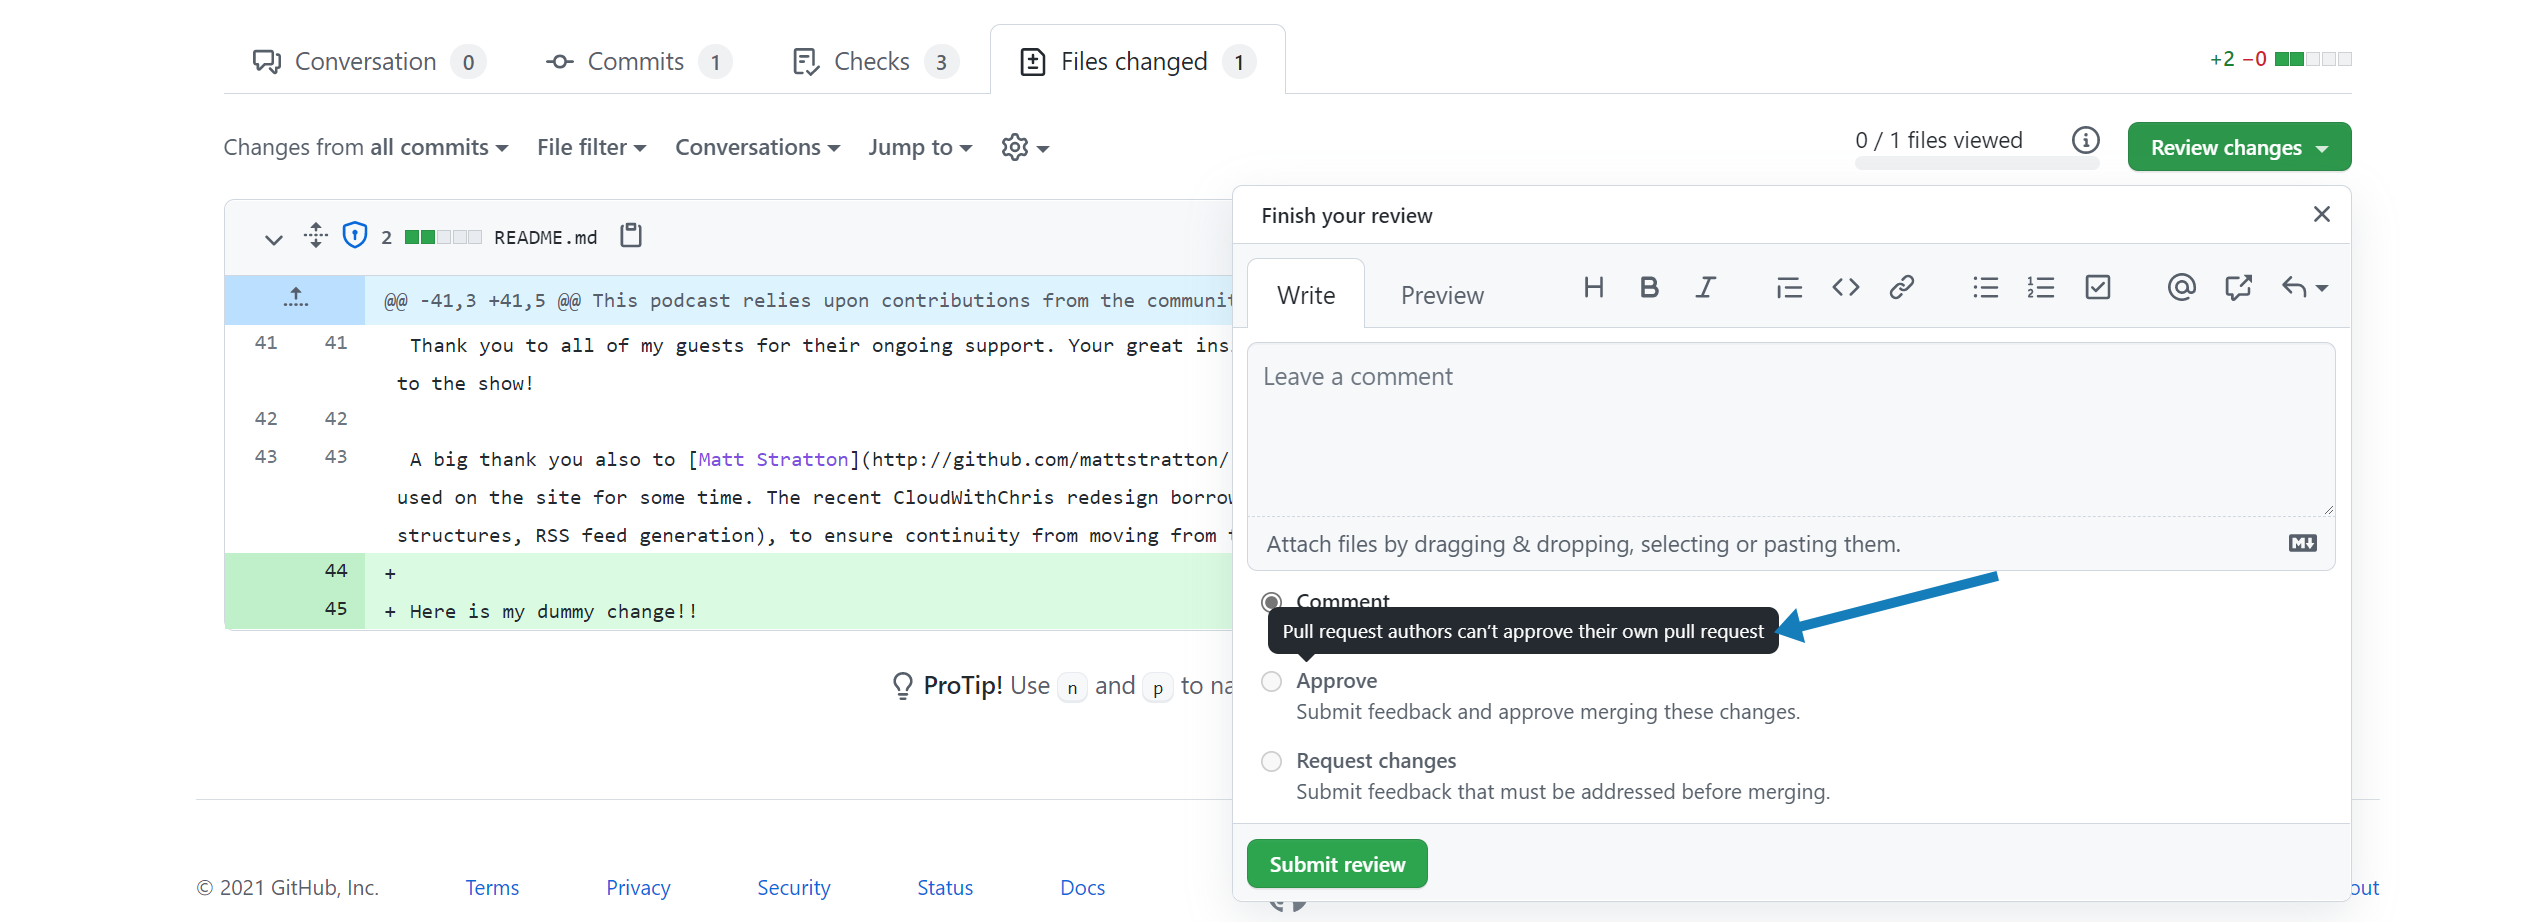 Conversation 0 Commits 1 Checks 3 Files changed 1 +2 −0
Changes from all commits File filter Conversations Jump to 0 / 1 files viewed Review changes
2 README.md
@@ -41,3 +41,5 @@ This podcast relies upon contributions from the communit
41 41 Thank you to all of my guests for their ongoing support. Your great ins
to the show!
42 42
43 43 A big thank you also to [Matt Stratton](http://github.com/mattstratton/
used on the site for some time. The recent CloudWithChris redesign borrow
structures, RSS feed generation), to ensure continuity from moving from
44 +
45 + Here is my dummy change!!
ProTip! Use n and p to na
Finish your review
Write Preview
Leave a comment
Attach files by dragging & dropping, selecting or pasting them.
Comment
Pull request authors can’t approve their own pull request
Approve
Submit feedback and approve merging these changes.
Request changes
Submit feedback that must be addressed before merging.
Submit review
© 2021 GitHub, Inc. Terms Privacy Security Status Docs out